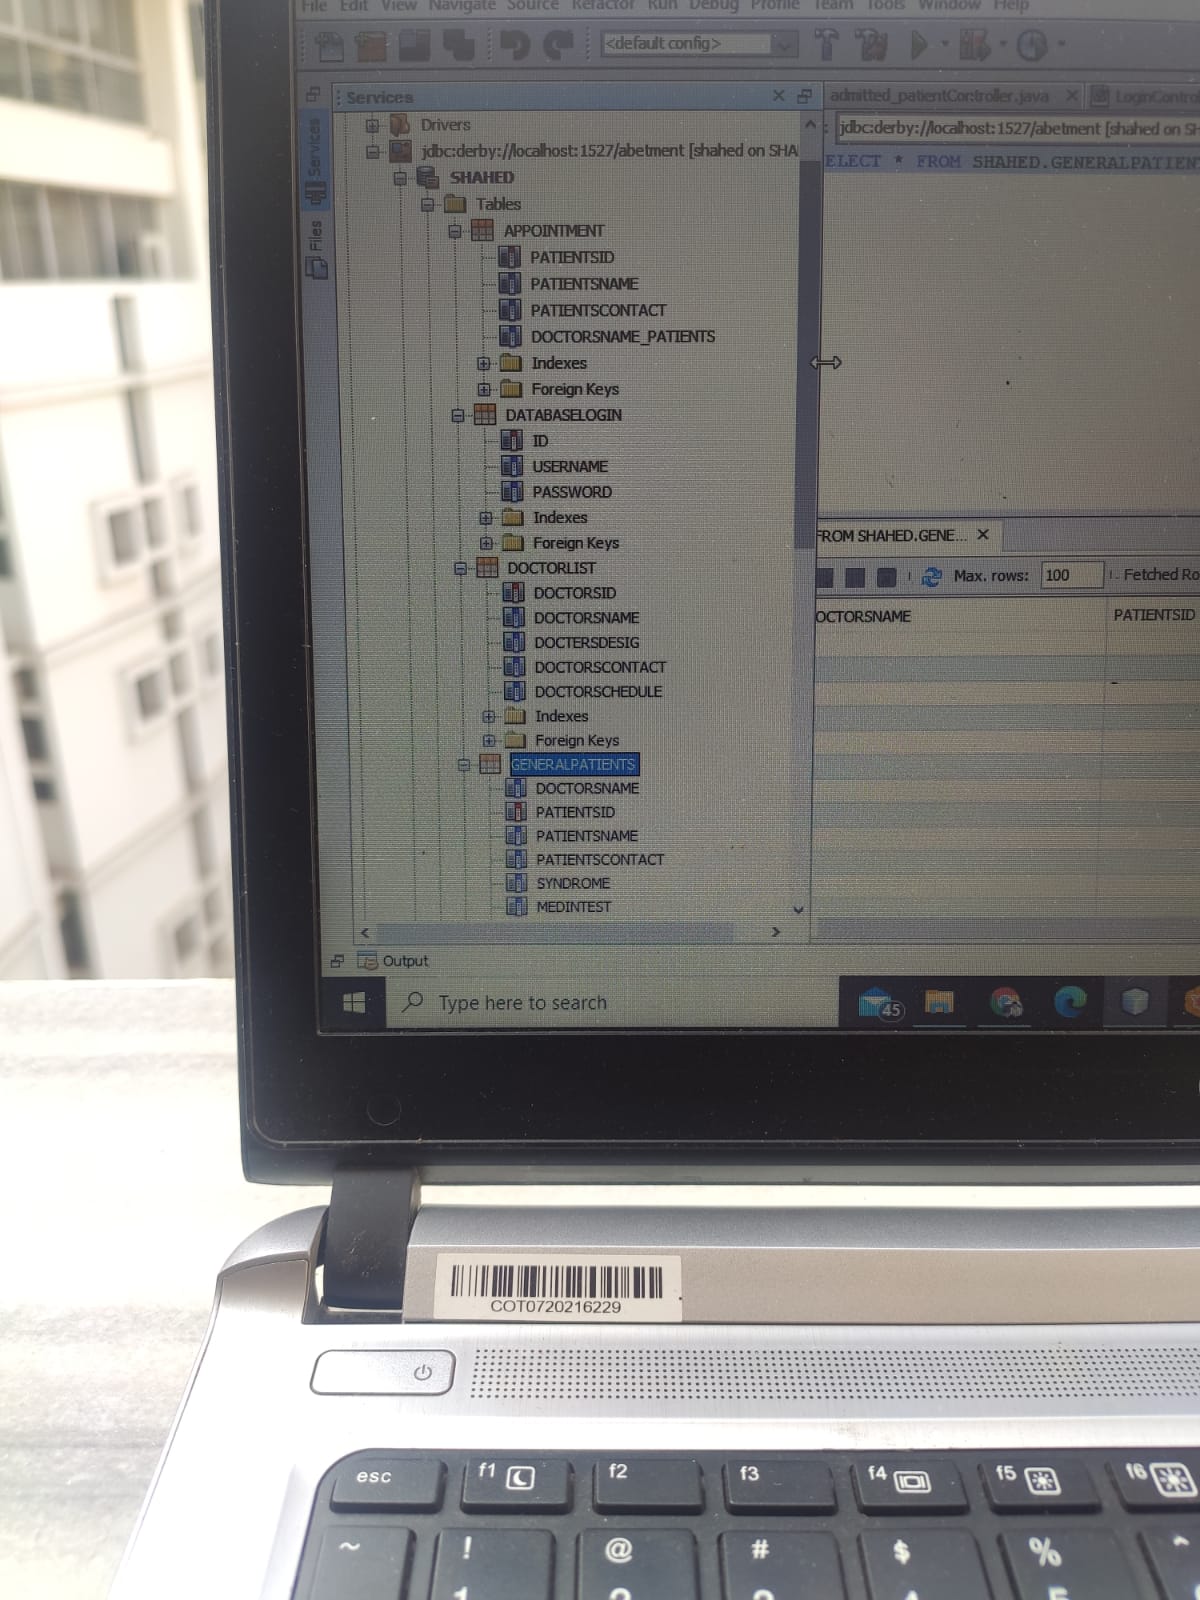 File Edit View Navigate Source Refactor Run Debug Profile Team Tools Window Help
<default config>
Services
Services
Files
Drivers
jdbc:derby://localhost:1527/abetment [shahed on SHA
SHAHED
Tables
APPOINTMENT
PATIENTSID
PATIENTSNAME
PATIENTSCONTACT
DOCTORSNAME_PATIENTS
Indexes
Foreign Keys
DATABASELOGIN
ID
USERNAME
PASSWORD
Indexes
Foreign Keys
DOCTORLIST
DOCTORSID
DOCTORSNAME
DOCTERSDESIG
DOCTORSCONTACT
DOCTORSCHEDULE
Indexes
Foreign Keys
GENERALPATIENTS
DOCTORSNAME
PATIENTSID
PATIENTSNAME
PATIENTSCONTACT
SYNDROME
MEDINTEST
admitted_patientController.java LoginContro
jdbc:derby://localhost:1527/abetment [shahed on SH
ELECT * FROM SHAHED.GENERALPATIEN
FROM SHAHED.GENE...
Max. rows: 100 Fetched Ro
OCTORSNAME PATIENTSID
Output
Type here to search
45
COT0720216229
esc f1 f2 f3 f4 f5 f6
~ ! @ # $ % ^